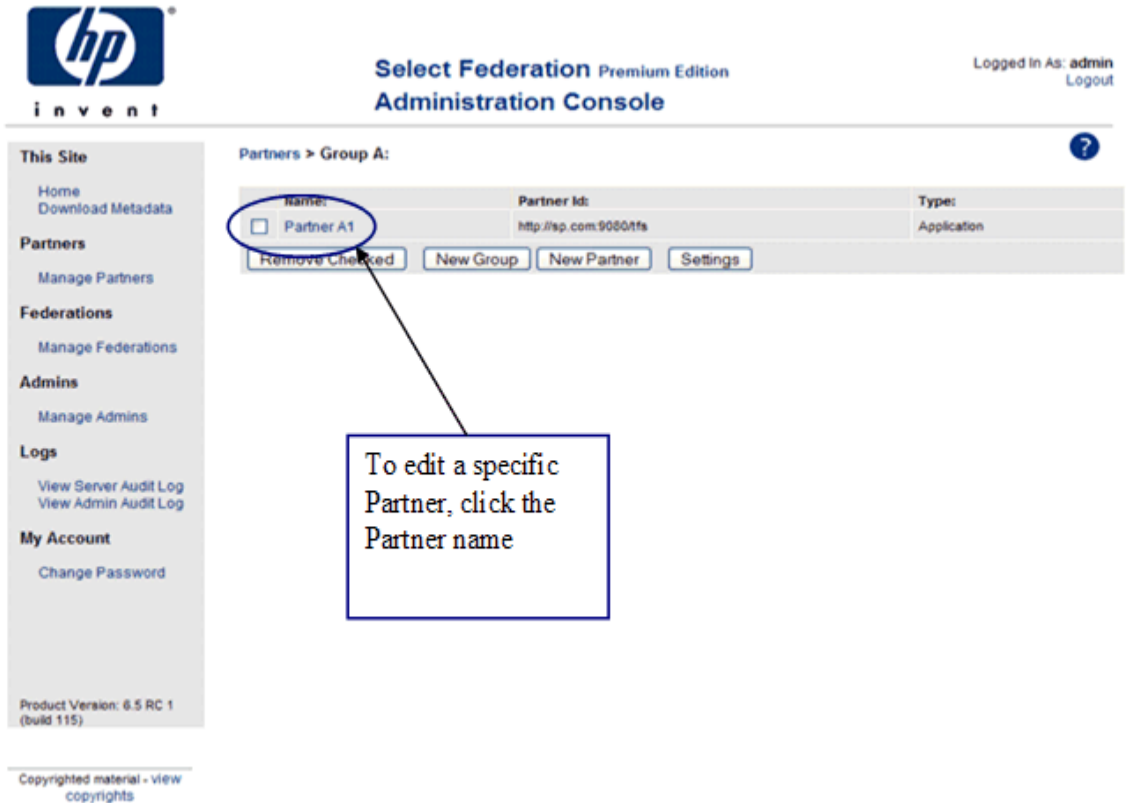 hp
invent
Select Federation Premium Edition
Administration Console
Logged In As: admin
Logout
This Site
Home
Download Metadata
Partners
Manage Partners
Federations
Manage Federations
Admins
Manage Admins
Logs
View Server Audit Log
View Admin Audit Log
My Account
Change Password
Product Version: 6.5 RC 1
(build 115)
Copyrighted material - view
copyrights
Partners > Group A:
?
Name: Partner Id: Type:
Partner A1 http://sp.com:9080/tfs Application
Remove Checked New Group New Partner Settings
To edit a specific
Partner, click the
Partner name